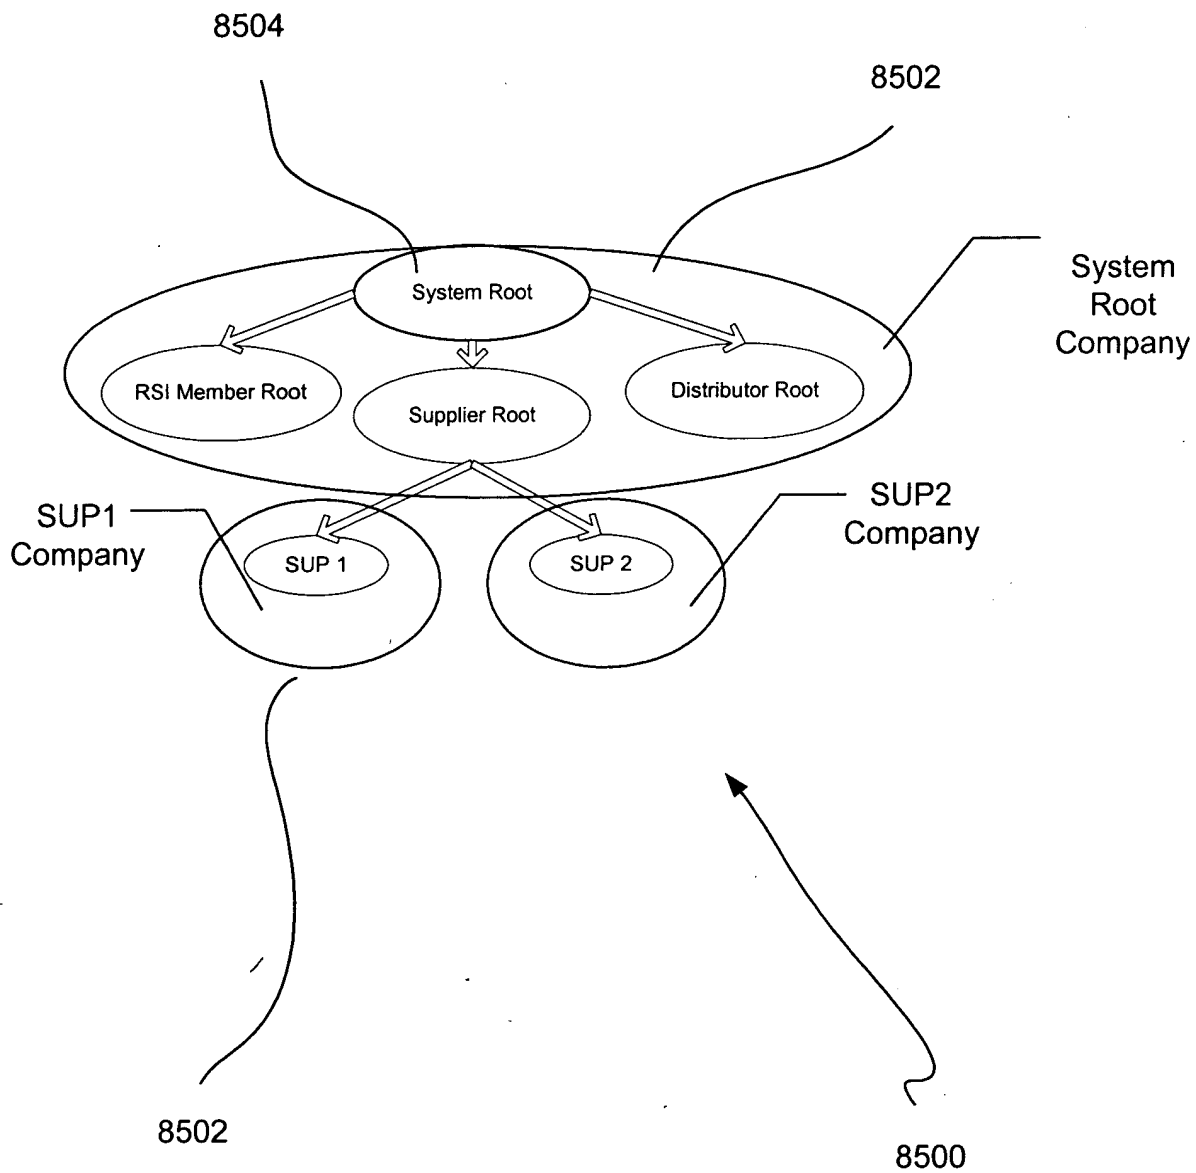 8504
8502
System Root
System
Root
Company
RSI Member Root
Supplier Root
Distributor Root
SUP1
Company
SUP2
Company
SUP 1
SUP 2
8502
8500